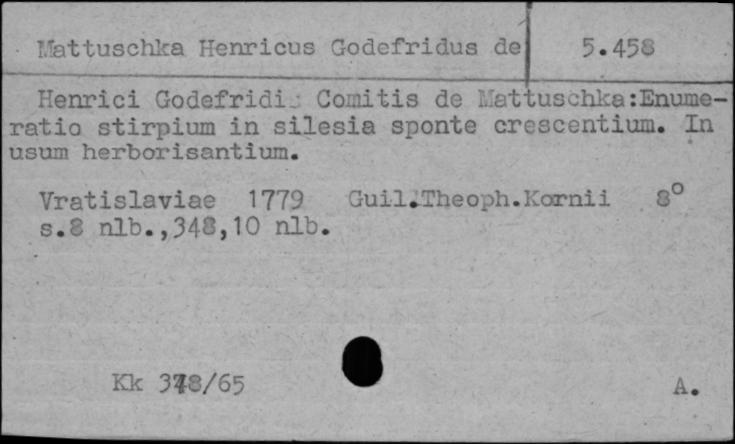 Mattuschka Henricus Godefridus de 5.458
Henrici Godefridi Comitis de Mattuschka:Enume-
ratio stirpium in silesia sponte crescentium. In
usum herborisantium.
Vratislaviae 1779 Guil.Theoph.Kornii 8°
s.8 nlb.,348,10 nlb.
Kk /65 A.